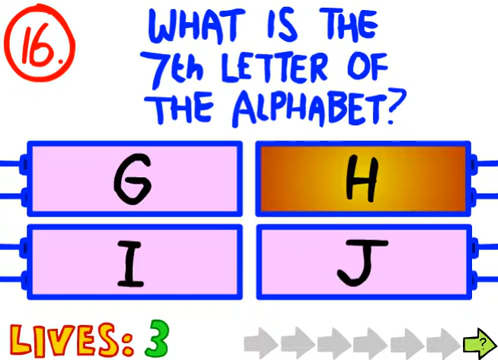 16.
WHAT IS THE
7th LETTER OF
THE ALPHABET?
G
H
I
J
LIVES: 3
?